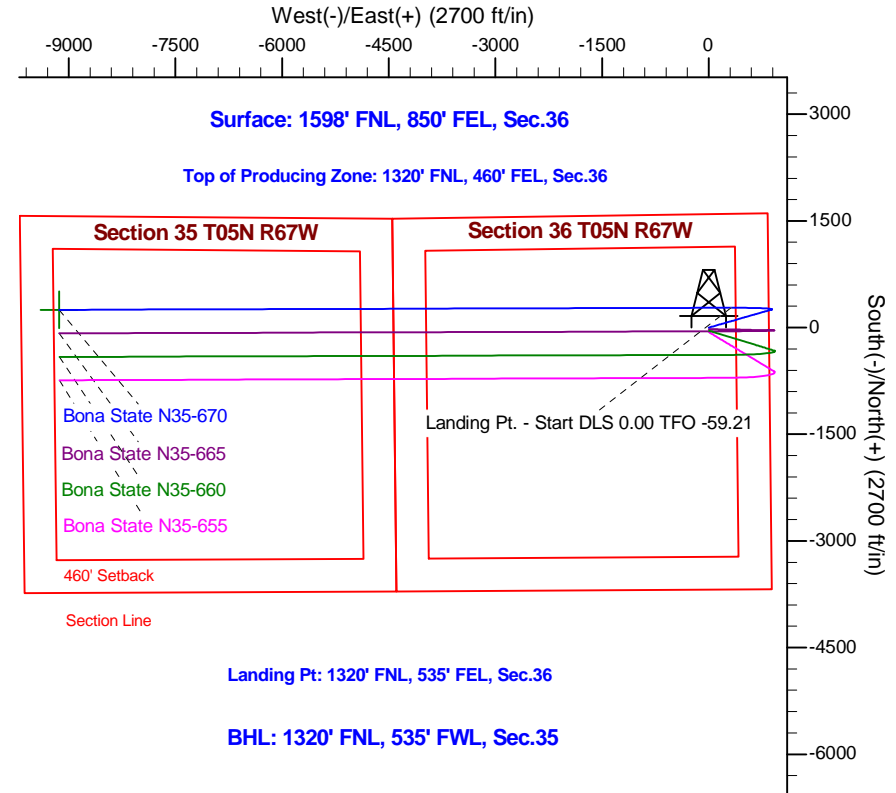 West(-)/East(+) (2700 ft/in)
-9000 -7500 -6000 -4500 -3000 -1500 0
Surface: 1598' FNL, 850' FEL, Sec.36
Top of Producing Zone: 1320' FNL, 460' FEL, Sec.36
Section 35 T05N R67W
Section 36 T05N R67W
Bona State N35-670
Bona State N35-665
Bona State N35-660
Bona State N35-655
Landing Pt. - Start DLS 0.00 TFO -59.21
460' Setback
Section Line
Landing Pt: 1320' FNL, 535' FEL, Sec.36
BHL: 1320' FNL, 535' FWL, Sec.35
3000
1500
0
-1500
-3000
-4500
-6000
South(-)/North(+) (2700 ft/in)